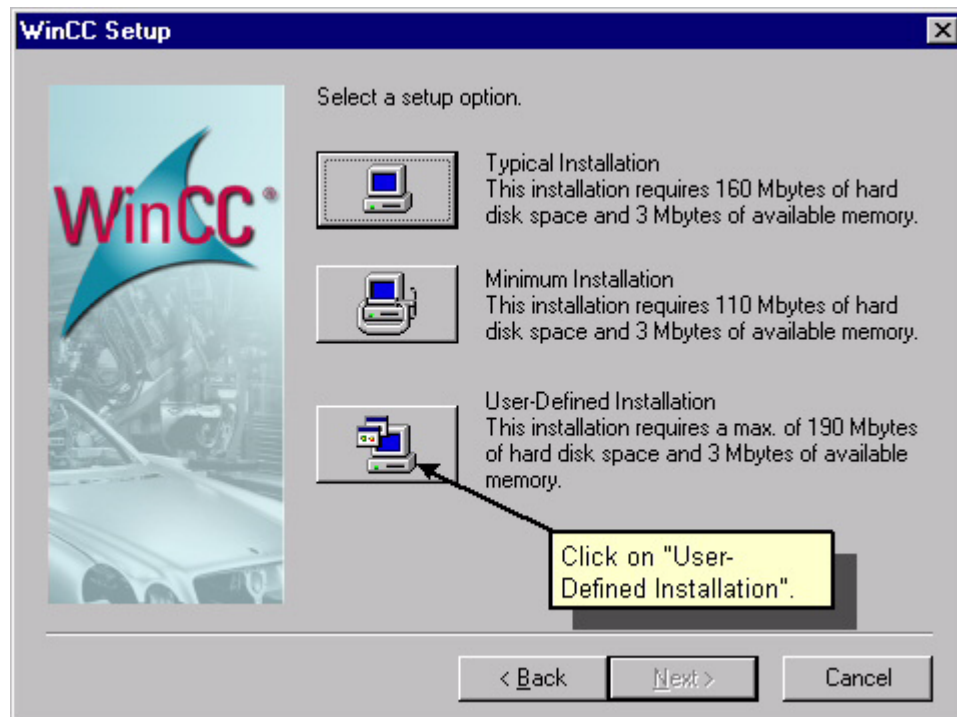 WinCC Setup
Select a setup option.
WinCC®
Typical Installation
This installation requires 160 Mbytes of hard
disk space and 3 Mbytes of available memory.
Minimum Installation
This installation requires 110 Mbytes of hard
disk space and 3 Mbytes of available memory.
User-Defined Installation
This installation requires a max. of 190 Mbytes
of hard disk space and 3 Mbytes of available
memory.
Click on "User-
Defined Installation".
< Back
Next >
Cancel